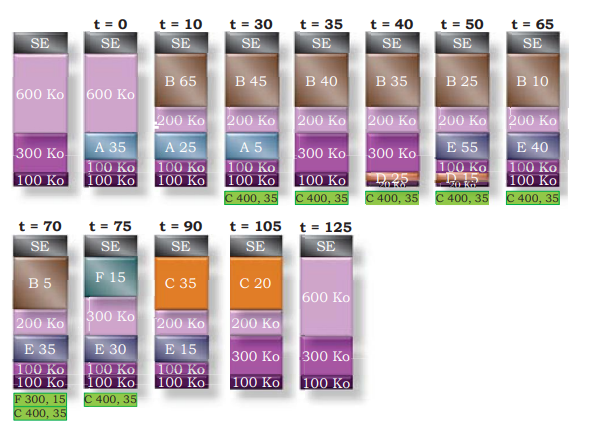 SE
600 Ko
300 Ko
100 Ko
t = 0
SE
600 Ko
A 35
100 Ko
100 Ko
t = 10
SE
B 65
200 Ko
A 25
100 Ko
100 Ko
t = 30
SE
B 45
200 Ko
A 5
100 Ko
100 Ko
C 400, 35
t = 35
SE
B 40
200 Ko
300 Ko
100 Ko
C 400, 35
t = 40
SE
B 35
200 Ko
300 Ko
D 25
70 Ko
C 400, 35
t = 50
SE
B 25
200 Ko
E 55
100 Ko
D 15
70 Ko
C 400, 35
t = 65
SE
B 10
200 Ko
E 40
100 Ko
100 Ko
C 400, 35
t = 70
SE
B 5
200 Ko
E 35
100 Ko
100 Ko
F 300, 15
C 400, 35
t = 75
SE
F 15
300 Ko
E 30
100 Ko
100 Ko
C 400, 35
t = 90
SE
C 35
200 Ko
E 15
100 Ko
100 Ko
t = 105
SE
C 20
200 Ko
300 Ko
100 Ko
t = 125
SE
600 Ko
300 Ko
100 Ko